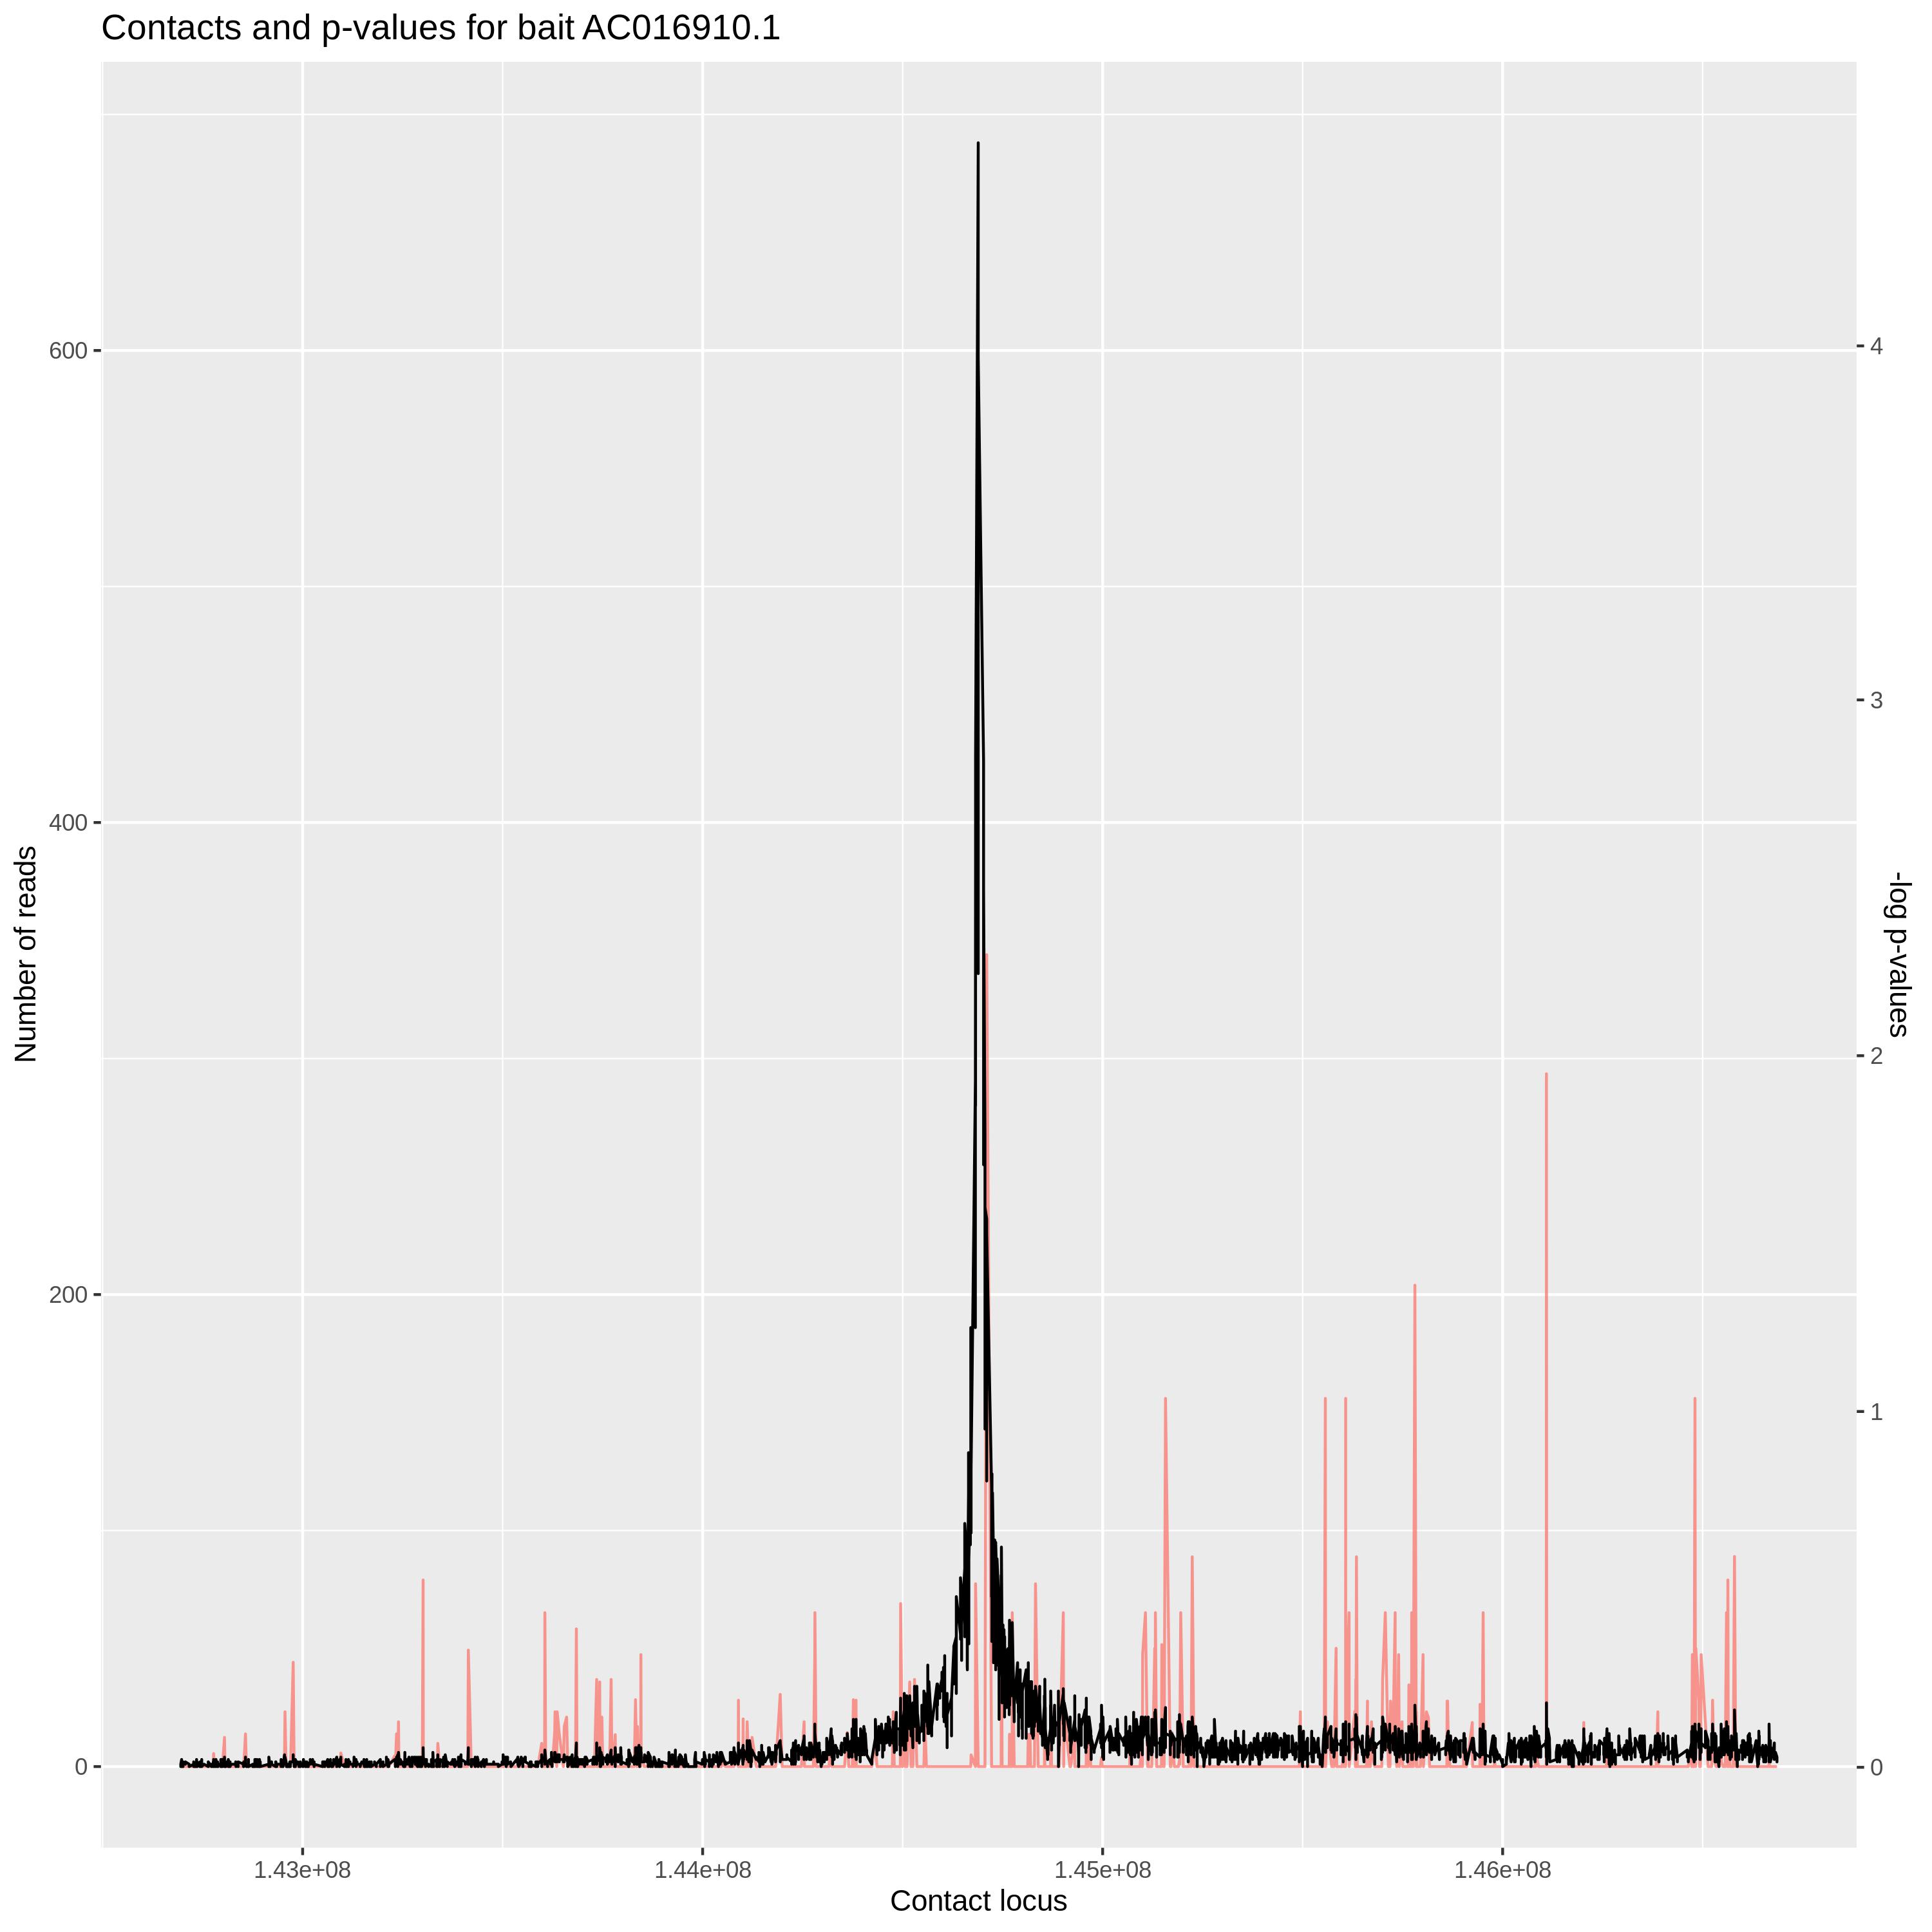 Contacts and p-values for bait AC016910.1
600
400
200
0
Number of reads
4
3
2
1
0
-log p-values
1.43e+08
1.44e+08
1.45e+08
1.46e+08
Contact locus